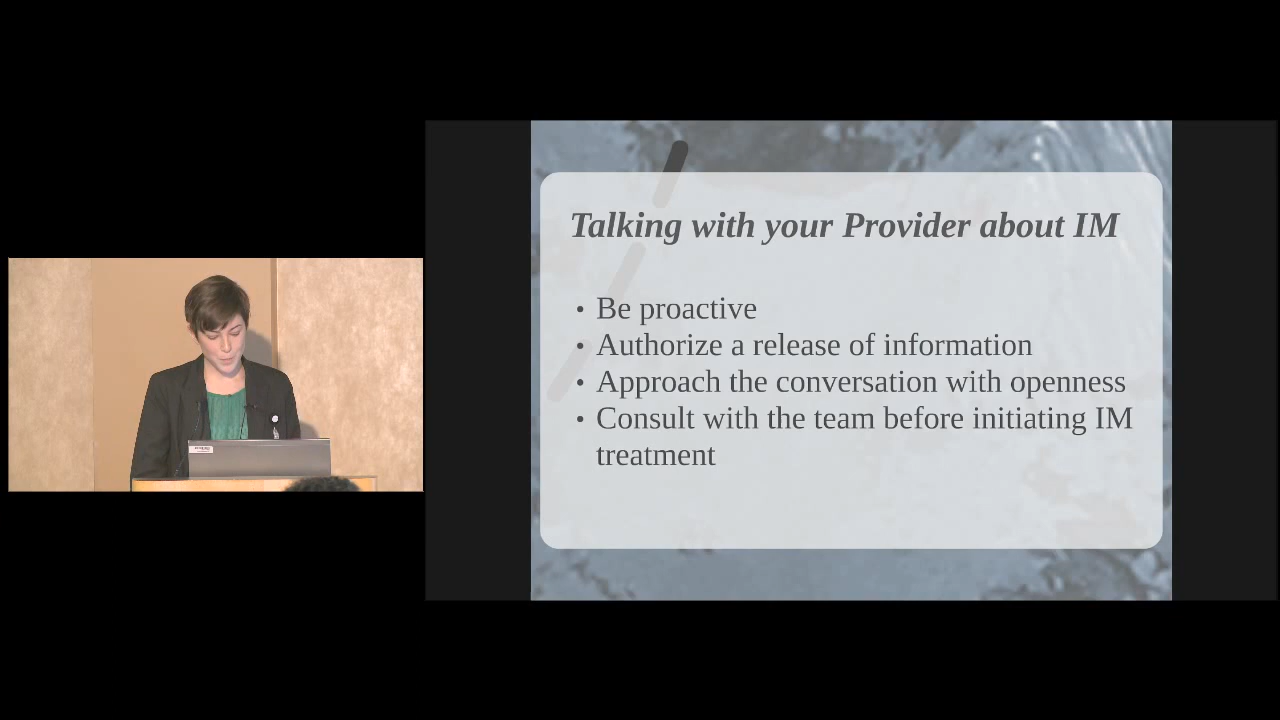 Talking with your Provider about IM
• Be proactive
• Authorize a release of information
• Approach the conversation with openness
• Consult with the team before initiating IM
treatment